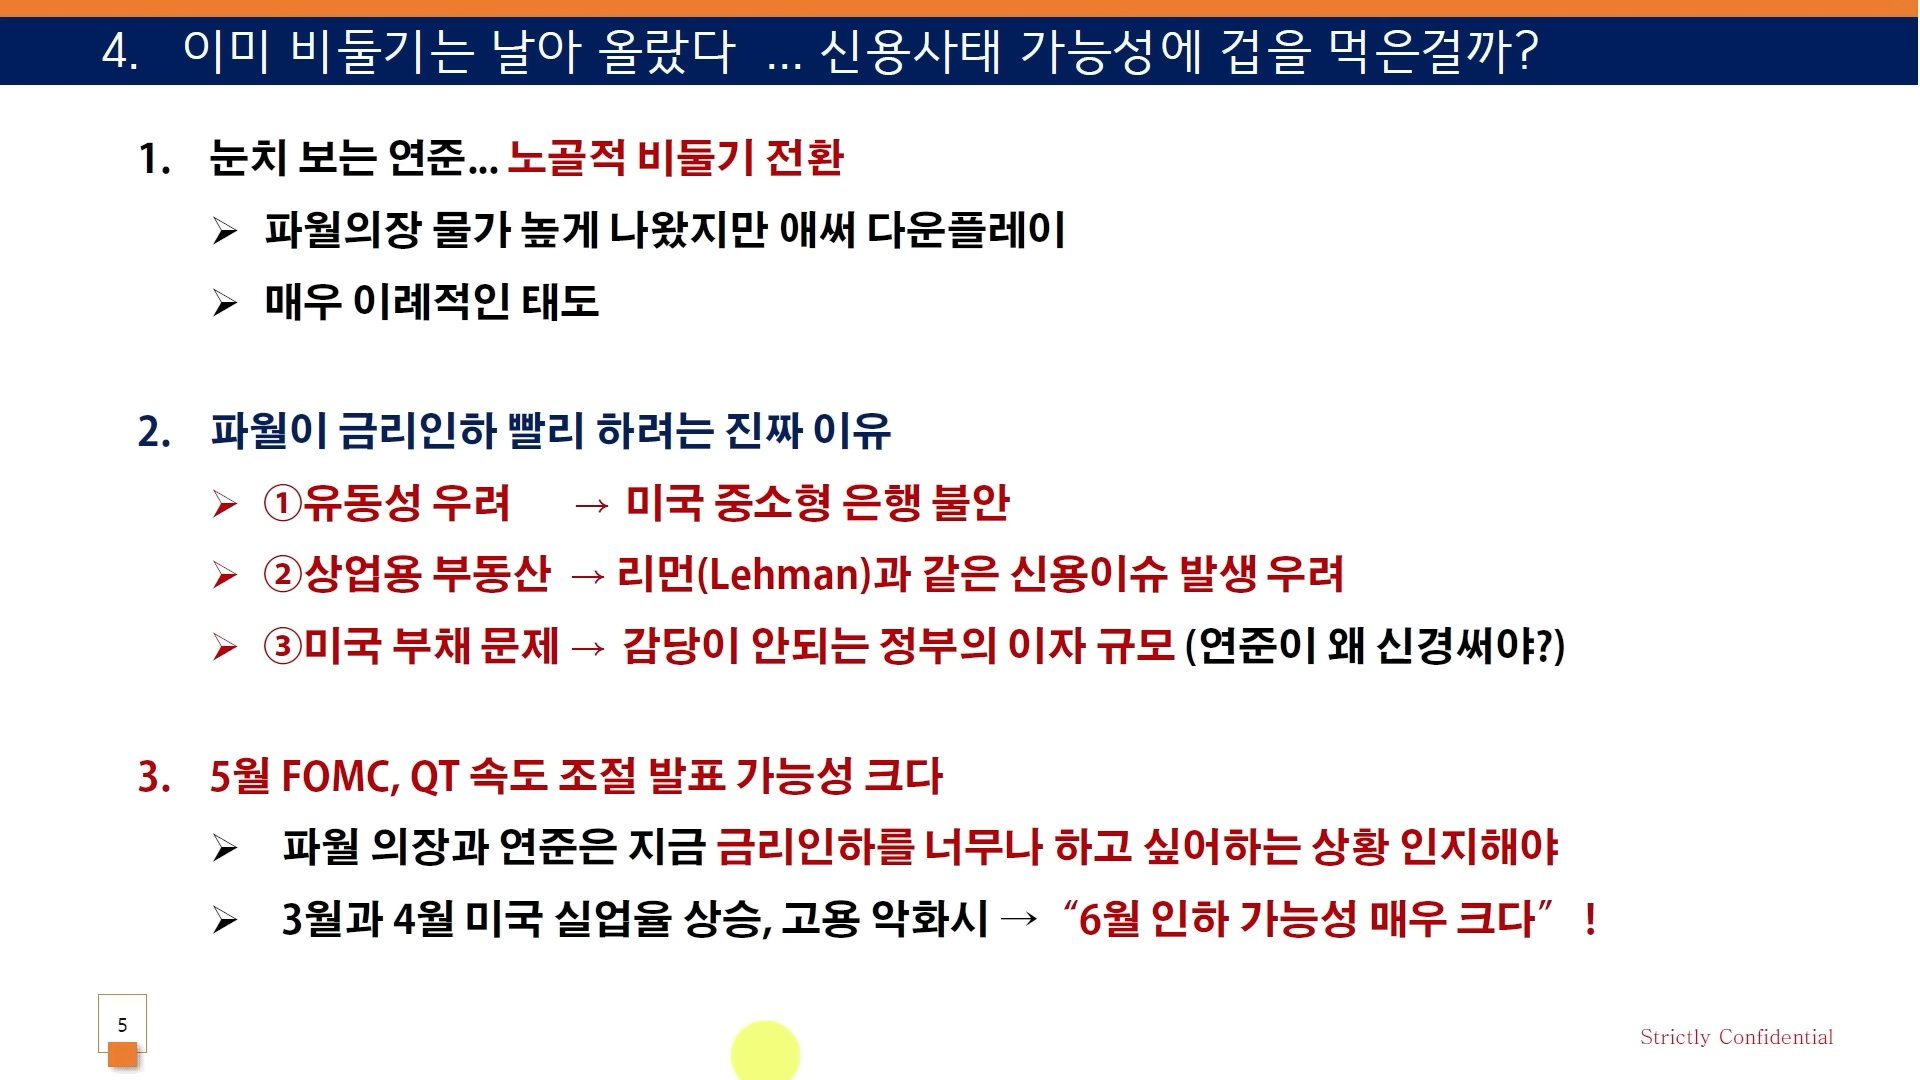 4. 이미 비둘기는 날아 올랐다 ... 신용사태 가능성에 겁을 먹은걸까?
1. 눈치 보는 연준... 노골적 비둘기 전환
➢ 파월의장 물가 높게 나왔지만 애써 다운플레이
➢ 매우 이례적인 태도
2. 파월이 금리인하 빨리 하려는 진짜 이유
➢ ①유동성 우려 → 미국 중소형 은행 불안
➢ ②상업용 부동산 → 리먼(Lehman)과 같은 신용이슈 발생 우려
➢ ③미국 부채 문제 → 감당이 안되는 정부의 이자 규모 (연준이 왜 신경써야?)
3. 5월 FOMC, QT 속도 조절 발표 가능성 크다
➢ 파월 의장과 연준은 지금 금리인하를 너무나 하고 싶어하는 상황 인지해야
➢ 3월과 4월 미국 실업율 상승, 고용 악화시 → “6월 인하 가능성 매우 크다” !
5
Strictly Confidential